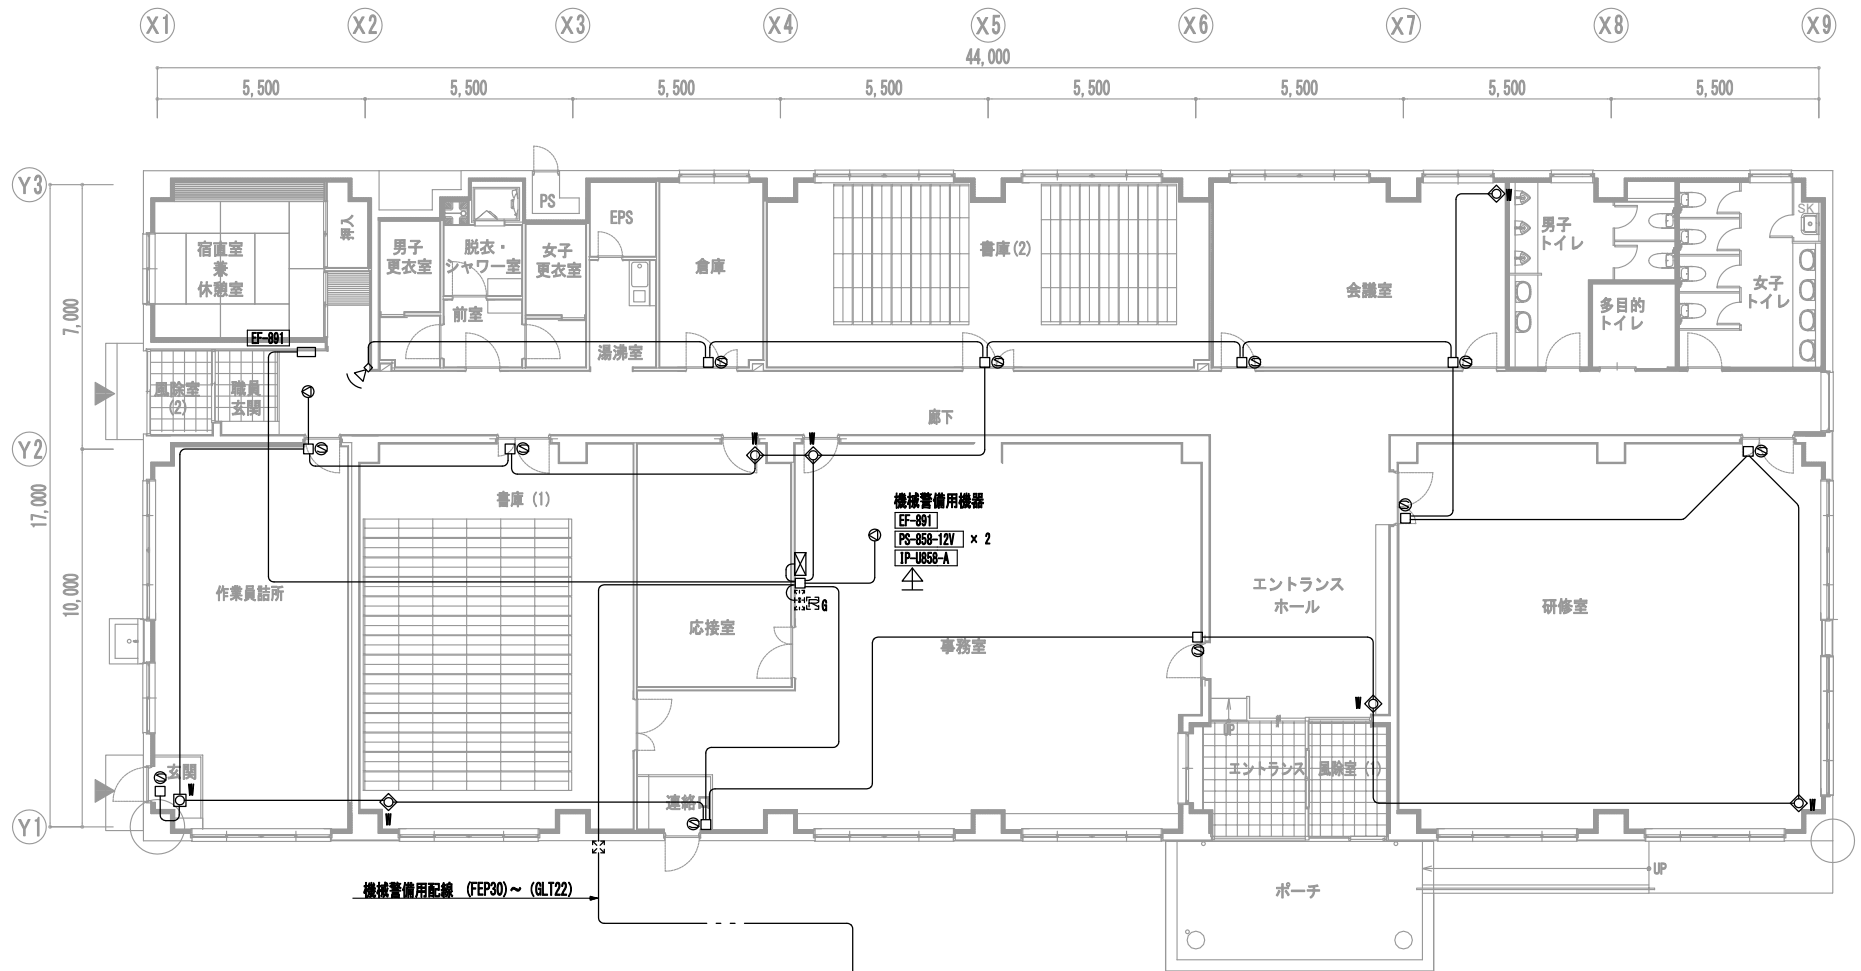 X1 X2 X3 X4 X5 X6 X7 X8 X9
44,000
5,500 5,500 5,500 5,500 5,500 5,500 5,500 5,500
Y3
PS
EPS
押入
宿直室
兼
休憩室
男子
更衣室
脱衣・
シャワー室
女子
更衣室
前室
倉庫
書庫(2)
会議室
W
男子
トイレ
SK
多目的
トイレ
女子
トイレ
7,000
EF-891
湯沸室
風除室
(2)
職員
玄関
廊下
Y2
W
W
17,000
書庫 (1)
機械警備用機器
EF-891
PS-858-12V × 2
IP-U858-A
10,000
作業員詰所
G
応接室
事務室
エントランス
ホール
研修室
W
UP
玄関
W
エントランス
風除室 (1)
連絡口
W
W
Y1
機械警備用配線 (FEP30)～ (GLT22)
ポーチ
UP